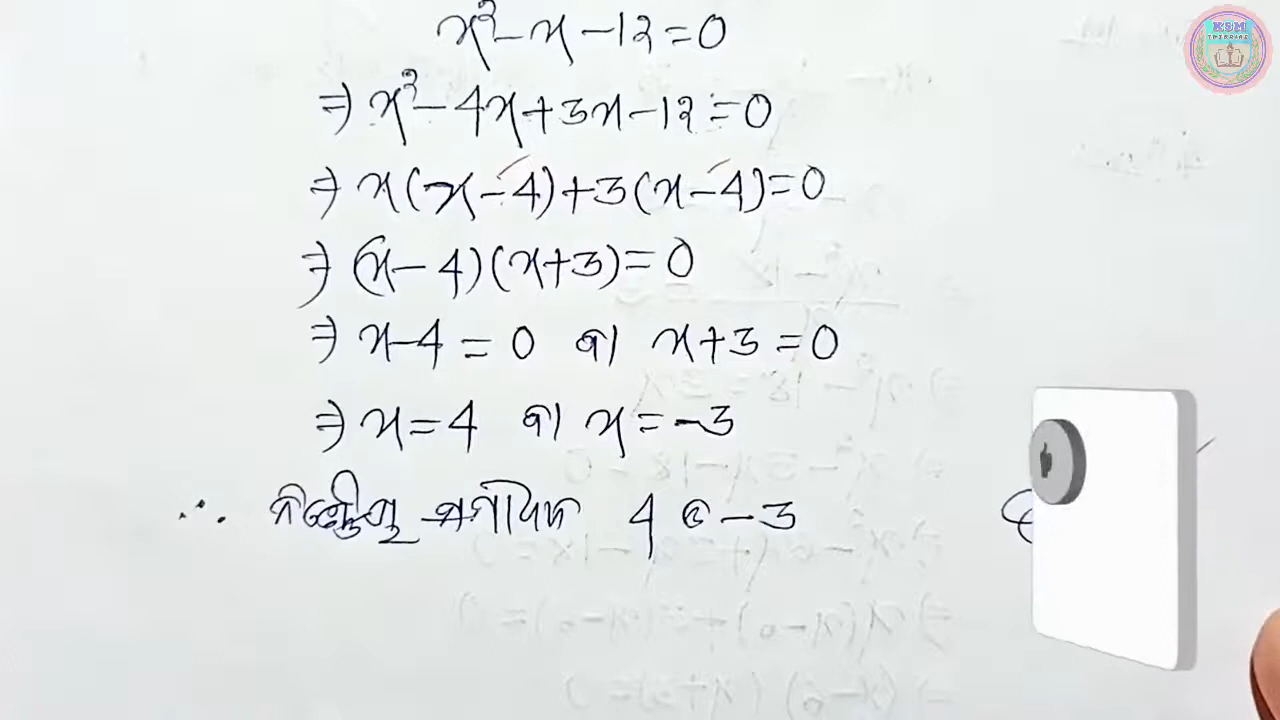 KSM
x² - x - 12 = 0
⇒ x² - 4x + 3x - 12 = 0
⇒ x(x - 4) + 3(x - 4) = 0
⇒ (x - 4)(x + 3) = 0
⇒ x - 4 = 0 ବା x + 3 = 0
⇒ x = 4 ବା x = -3
∴ 4 ଓ -3